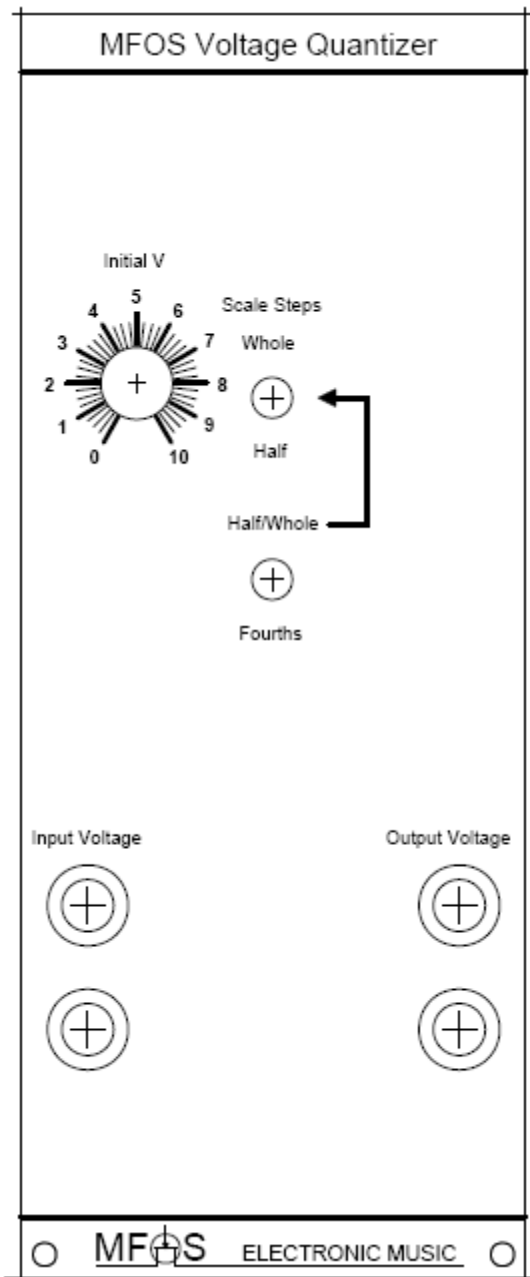 MFOS Voltage Quantizer
Initial V
5
4
6
3
7
2
8
1
9
0
10
Scale Steps
Whole
Half
Half/Whole
Fourths
Input Voltage
Output Voltage
MFOS ELECTRONIC MUSIC